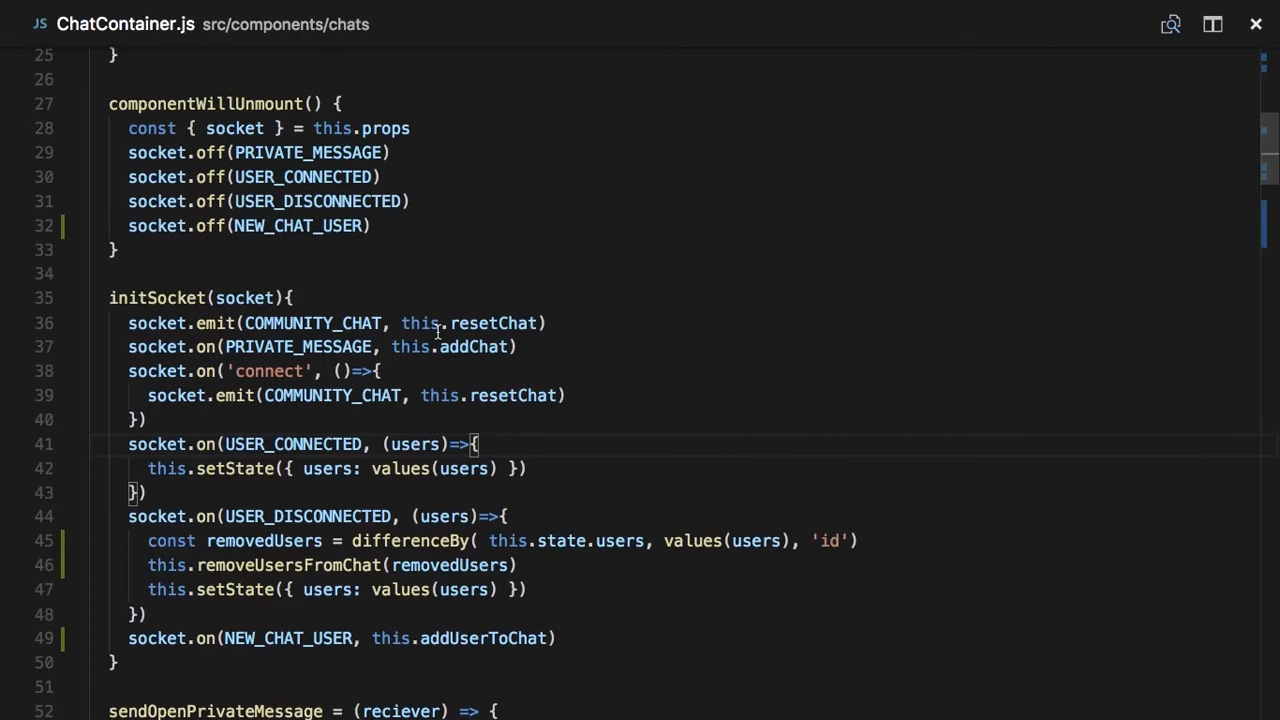 JS ChatContainer.js src/components/chats
25 }
26
27 componentWillUnmount() {
28 const { socket } = this.props
29 socket.off(PRIVATE_MESSAGE)
30 socket.off(USER_CONNECTED)
31 socket.off(USER_DISCONNECTED)
32 socket.off(NEW_CHAT_USER)
33 }
34
35 initSocket(socket){
36 socket.emit(COMMUNITY_CHAT, this.resetChat)
37 socket.on(PRIVATE_MESSAGE, this.addChat)
38 socket.on('connect', ()=>{
39 socket.emit(COMMUNITY_CHAT, this.resetChat)
40 })
41 socket.on(USER_CONNECTED, (users)=>{
42 this.setState({ users: values(users) })
43 })
44 socket.on(USER_DISCONNECTED, (users)=>{
45 const removedUsers = differenceBy( this.state.users, values(users), 'id')
46 this.removeUsersFromChat(removedUsers)
47 this.setState({ users: values(users) })
48 })
49 socket.on(NEW_CHAT_USER, this.addUserToChat)
50 }
51
52 sendOpenPrivateMessage = (reciever) => {